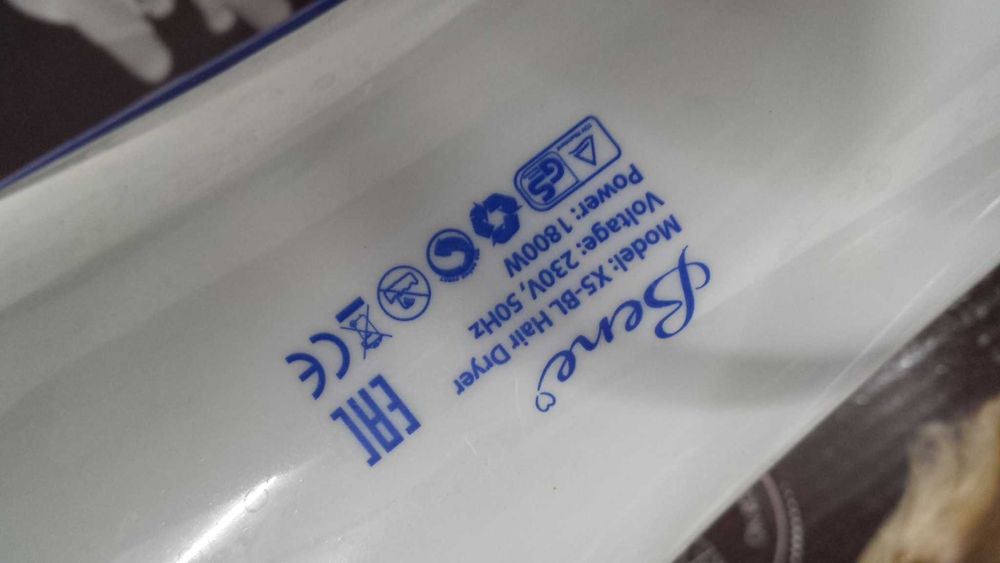 Bene
Model: X5-BL Hair Dryer
Voltage: 230V, 50Hz
Power: 1800W
GS
CE
EAC